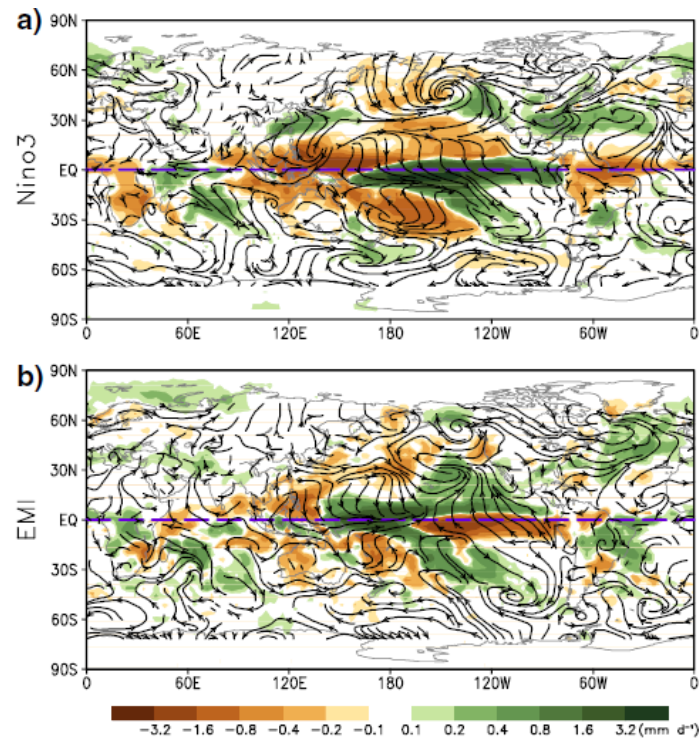 a)
90N
60N
30N
EQ
30S
60S
90S
Nino3
0 60E 120E 180 120W 60W 0
b)
90N
60N
30N
EQ
30S
60S
90S
EMI
0 60E 120E 180 120W 60W 0
−3.2 −1.6 −0.8 −0.4 −0.2 −0.1 0.1 0.2 0.4 0.8 1.6 3.2(mm d⁻¹)